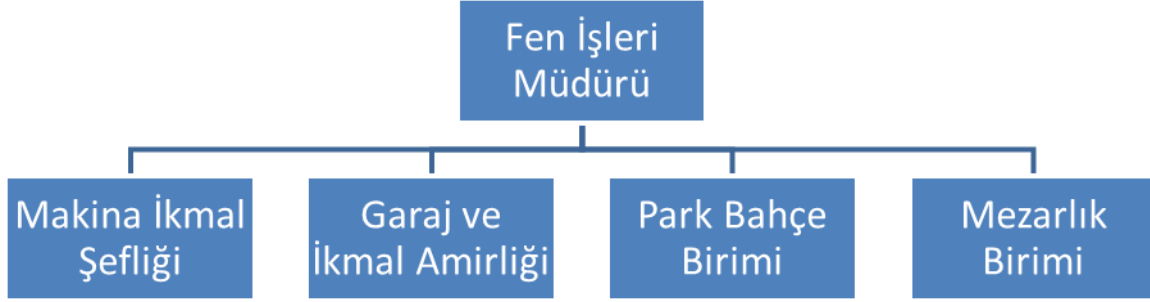 Fen İşleri
Müdürü
Makina İkmal
Şefliği
Garaj ve
İkmal Amirliği
Park Bahçe
Birimi
Mezarlık
Birimi